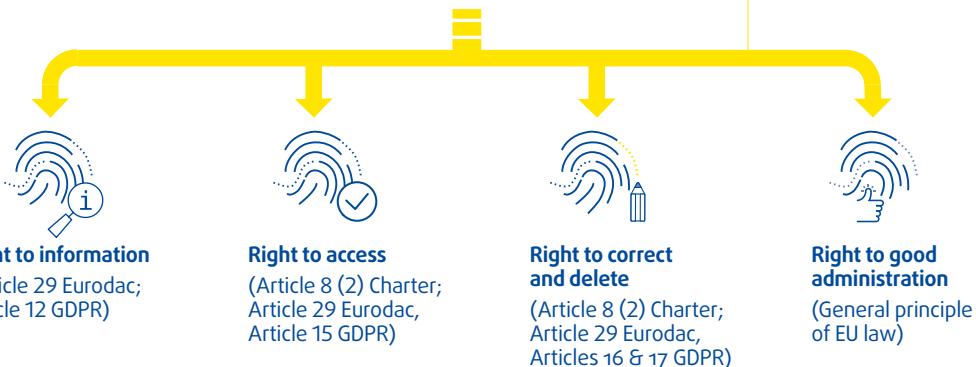 t to information
icle 29 Eurodac;
cle 12 GDPR)
Right to access
(Article 8 (2) Charter;
Article 29 Eurodac,
Article 15 GDPR)
Right to correct
and delete
(Article 8 (2) Charter;
Article 29 Eurodac,
Articles 16 & 17 GDPR)
Right to good
administration
(General principle
of EU law)